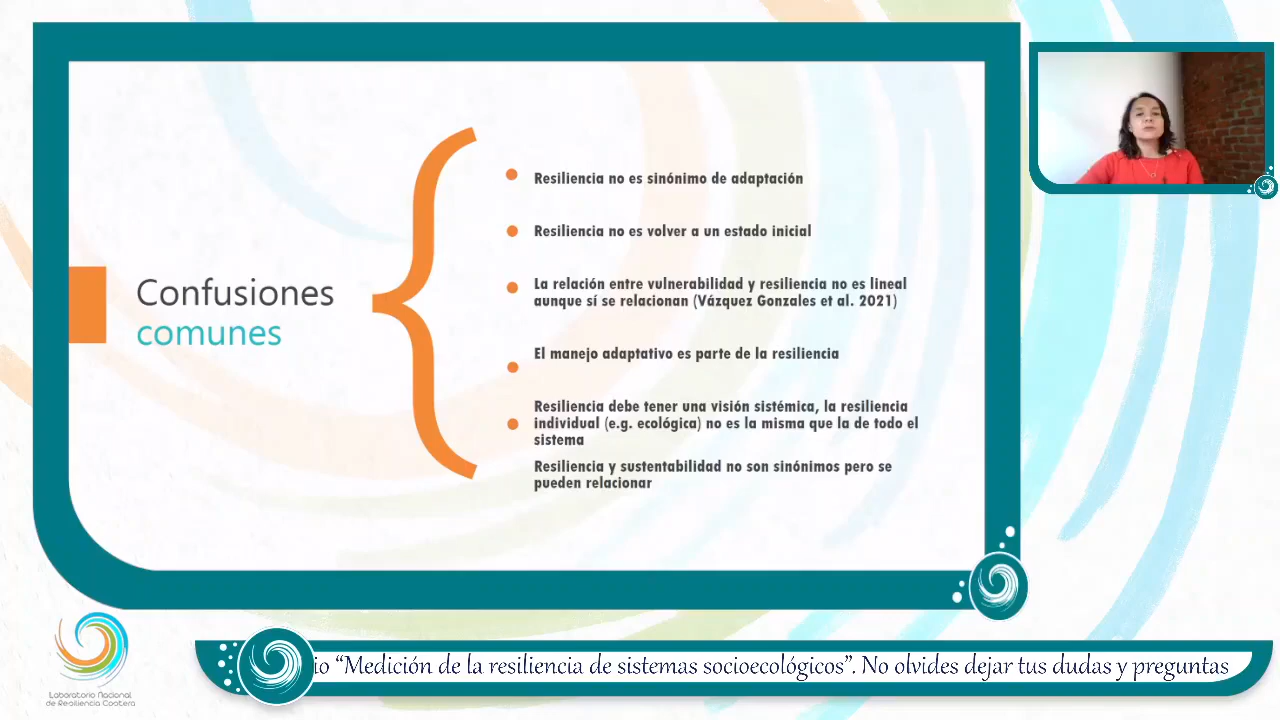 Confusiones
comunes
Resiliencia no es sinónimo de adaptación
Resiliencia no es volver a un estado inicial
La relación entre vulnerabilidad y resiliencia no es lineal
aunque sí se relacionan (Vázquez Gonzales et al. 2021)
El manejo adaptativo es parte de la resiliencia
Resiliencia debe tener una visión sistémica, la resiliencia
individual (e.g. ecológica) no es la misma que la de todo el
sistema
Resiliencia y sustentabilidad no son sinónimos pero se
pueden relacionar
io “Medición de la resiliencia de sistemas socioecológicos”. No olvides dejar tus dudas y preguntas
Laboratorio Nacional
de Resiliencia Costera